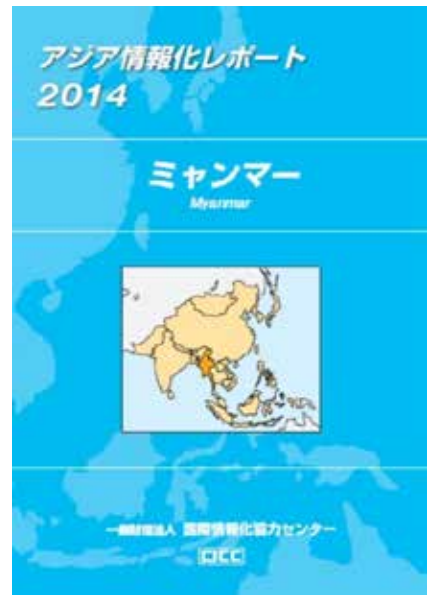 アジア情報化レポート
2014
ミャンマー
Myanmar
一般財団法人 国際情報化協力センター
CICC